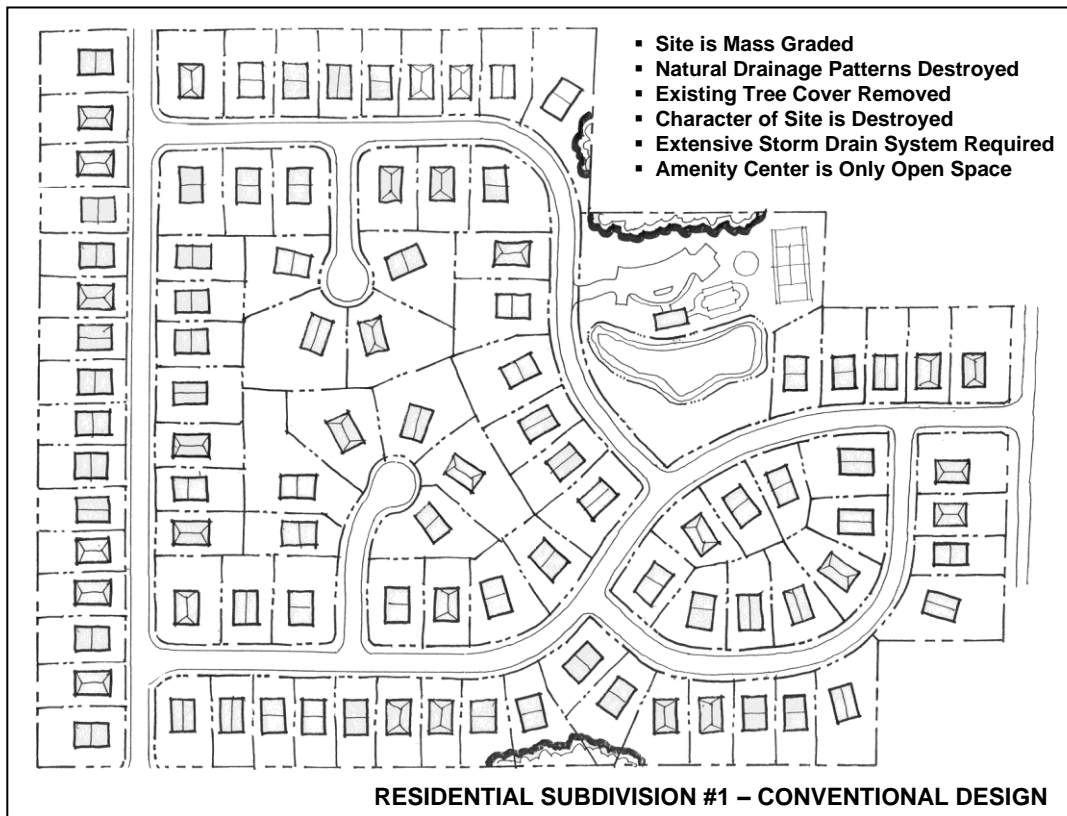 ▪ Site is Mass Graded
▪ Natural Drainage Patterns Destroyed
▪ Existing Tree Cover Removed
▪ Character of Site is Destroyed
▪ Extensive Storm Drain System Required
▪ Amenity Center is Only Open Space
RESIDENTIAL SUBDIVISION #1 – CONVENTIONAL DESIGN